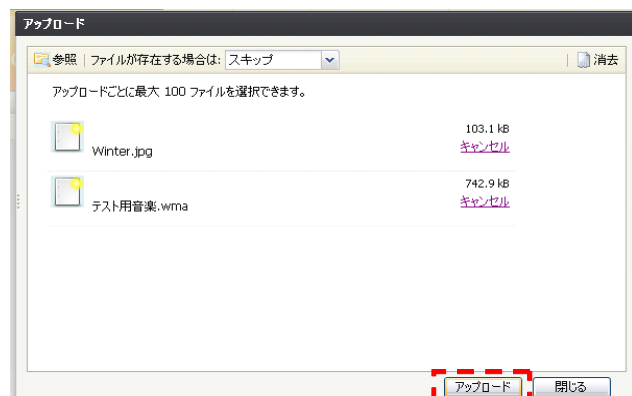 アップロード
参照 ファイルが存在する場合は: スキップ 消去
アップロードごとに最大 100 ファイルを選択できます。
103.1 kB
Winter.jpg キャンセル
742.9 kB
テスト用音楽.wma キャンセル
アップロード 閉じる